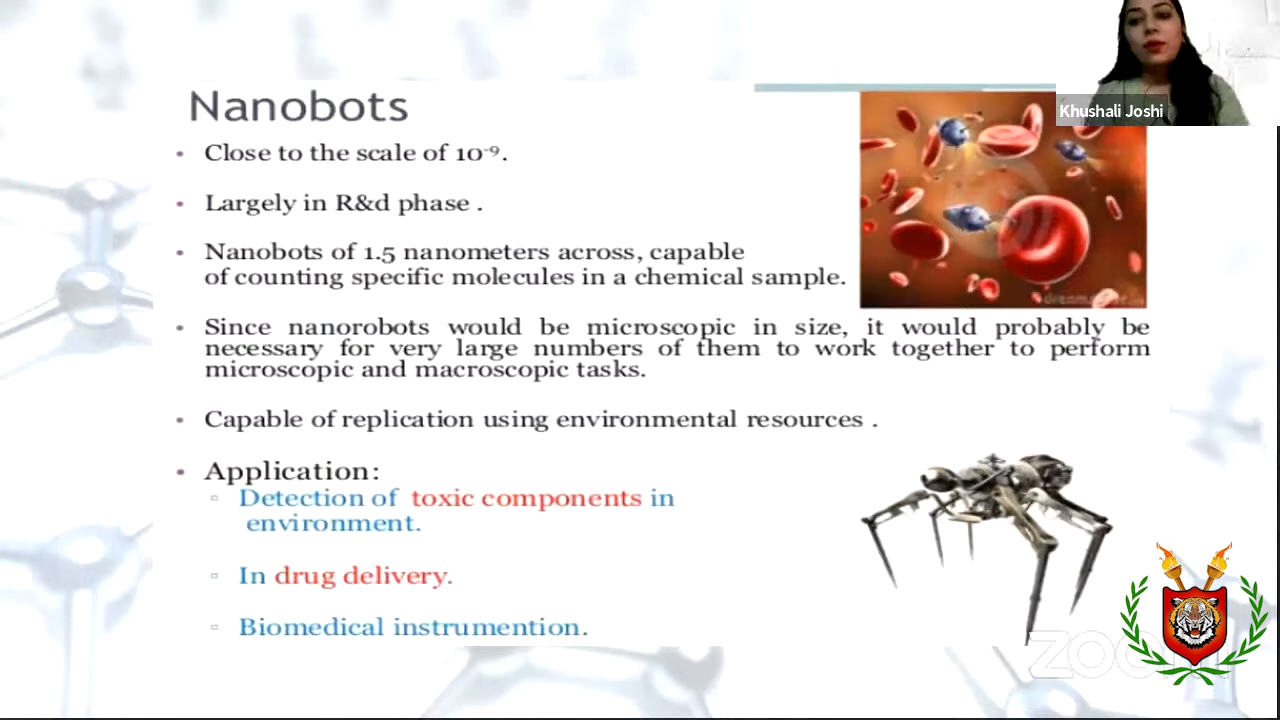 Khushali Joshi
Nanobots
• Close to the scale of 10⁻⁹.
• Largely in R&d phase .
• Nanobots of 1.5 nanometers across, capable
of counting specific molecules in a chemical sample.
• Since nanorobots would be microscopic in size, it would probably be
necessary for very large numbers of them to work together to perform
microscopic and macroscopic tasks.
• Capable of replication using environmental resources .
• Application:
▫ Detection of toxic components in
environment.
▫ In drug delivery.
▫ Biomedical instrumention.
zoom